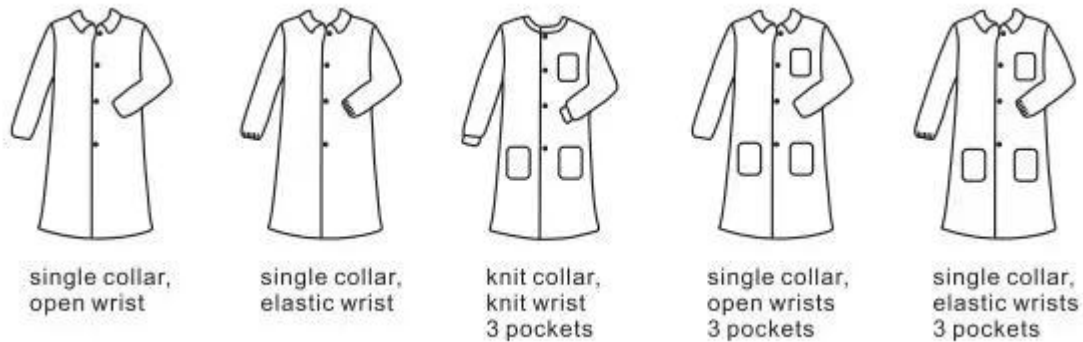 single collar,
open wrist
single collar,
elastic wrist
knit collar,
knit wrist
3 pockets
single collar,
open wrists
3 pockets
single collar,
elastic wrists
3 pockets